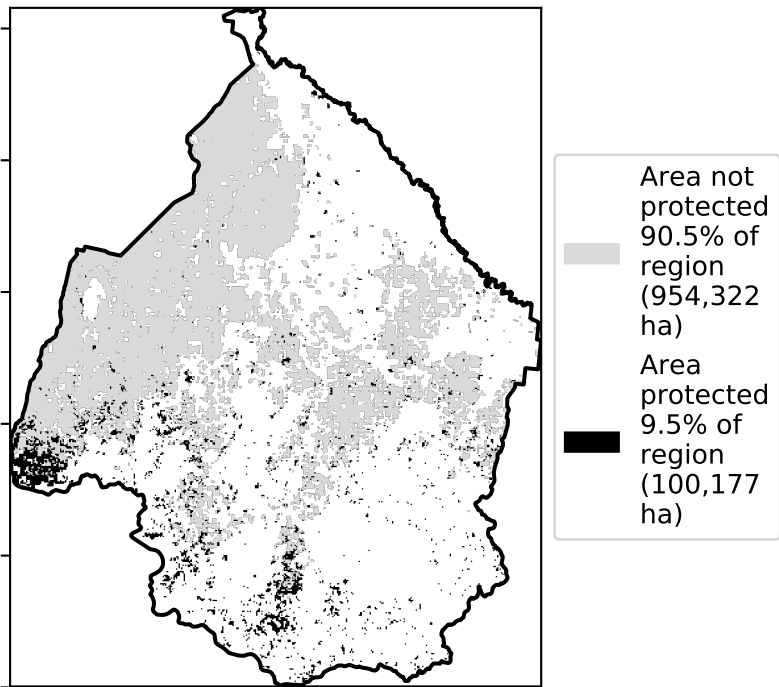 Area not
protected
90.5% of
region
(954,322
ha)
Area
protected
9.5% of
region
(100,177
ha)